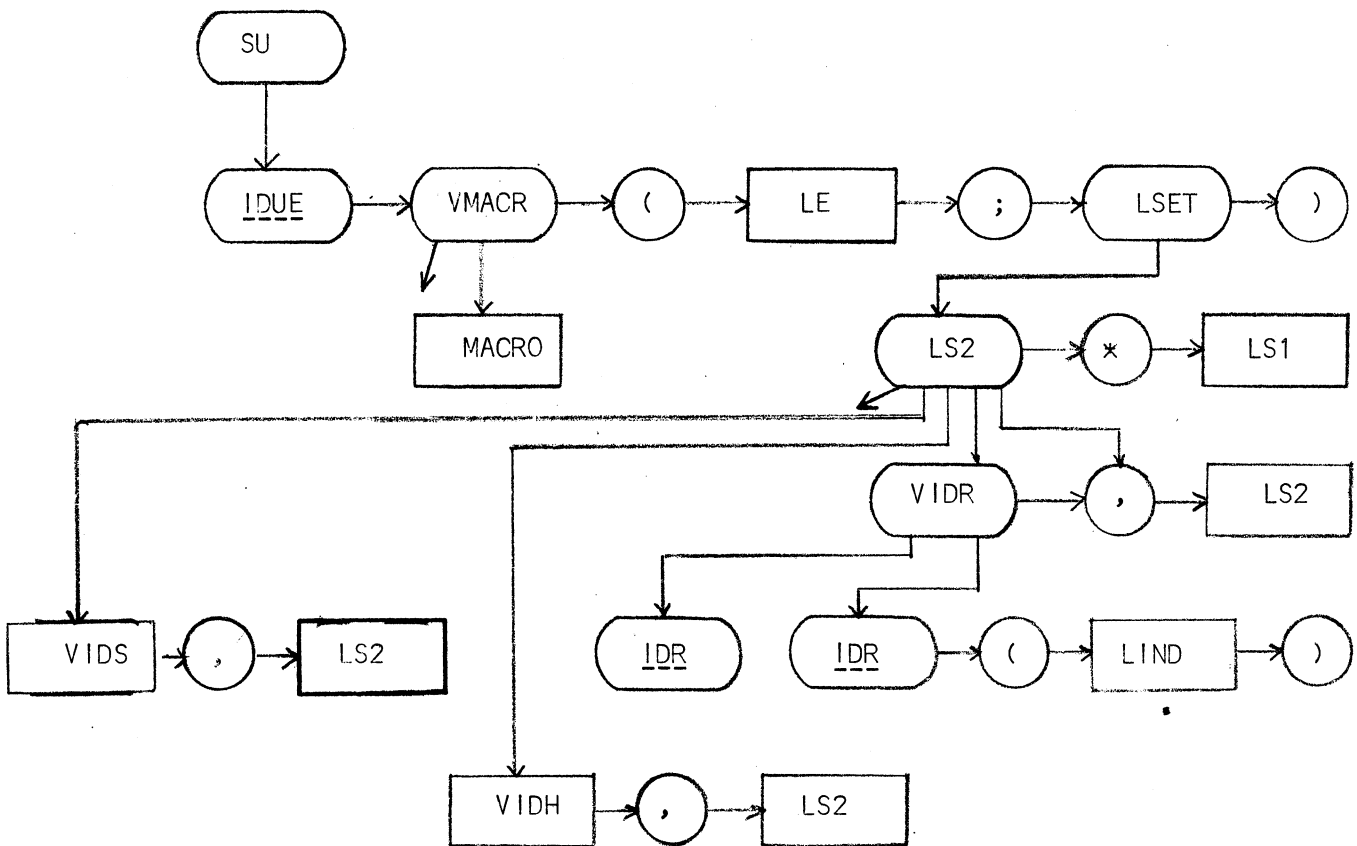 SU
IDUE VMACR ( LE ; LSET )
MACRO LS2 * LS1
VIDR , LS2
VIDS , LS2 IDR IDR ( LIND )
VIDH , LS2